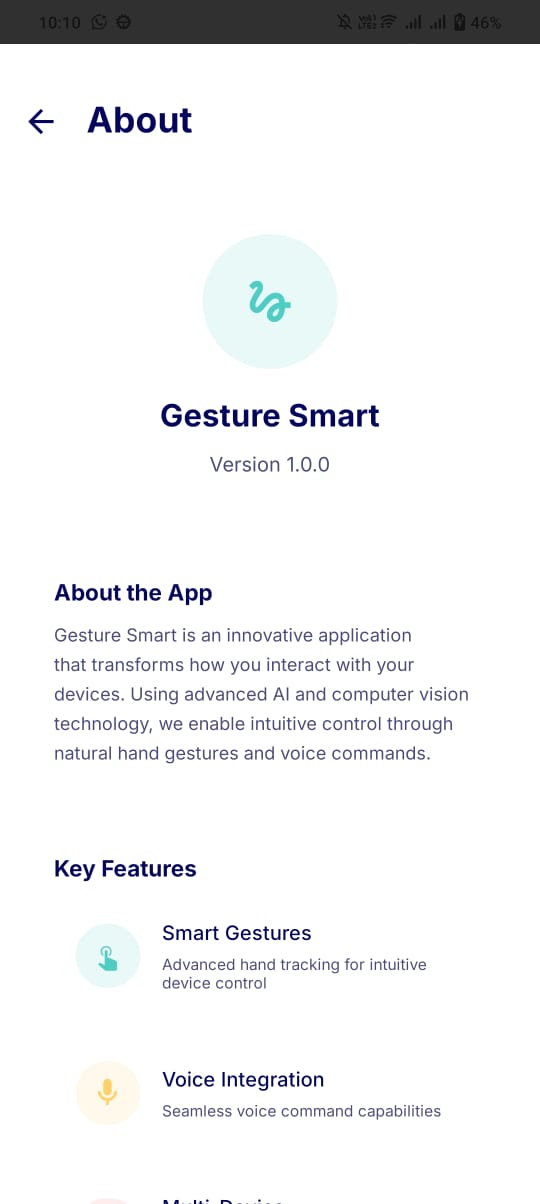 10:10
46%
About
Gesture Smart
Version 1.0.0
About the App
Gesture Smart is an innovative application
that transforms how you interact with your
devices. Using advanced AI and computer vision
technology, we enable intuitive control through
natural hand gestures and voice commands.
Key Features
Smart Gestures
Advanced hand tracking for intuitive
device control
Voice Integration
Seamless voice command capabilities